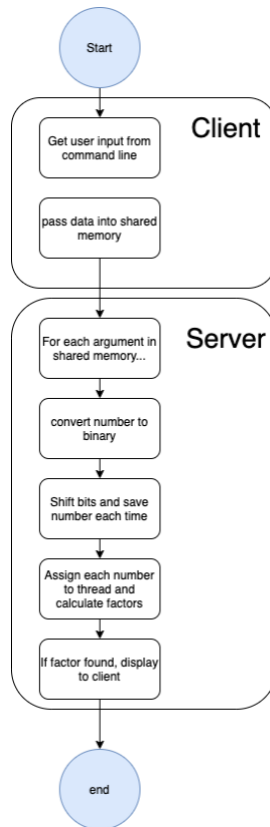 Start
Client
Get user input from
command line
pass data into shared
memory
Server
For each argument in
shared memory...
convert number to
binary
Shift bits and save
number each time
Assign each number
to thread and
calculate factors
If factor found, display
to client
end